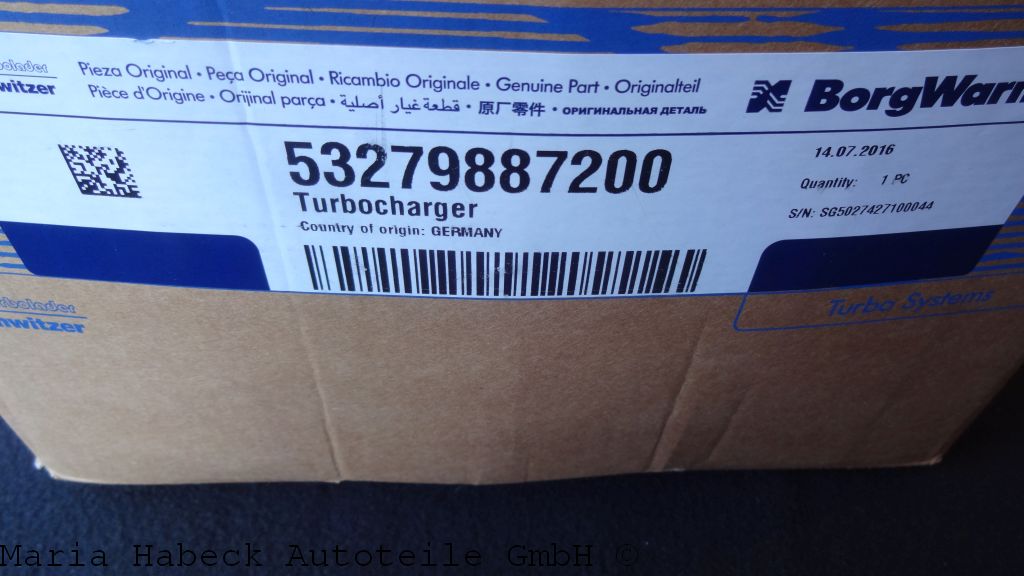 Pieza Original • Peça Original • Ricambio Originale • Genuine Part • Originalteil
Pièce d'Origine • Orijinal parça • قطعة غيار أصلية • 原厂零件 • ОРИГИНАЛЬНАЯ ДЕТАЛЬ
BorgWarn
53279887200
Turbocharger
Country of origin: GERMANY
14.07.2016
Quantity: 1 PC
S/N: SG5027427100044
Turbo Systems
witzer
nwitzer
Maria Habeck Autoteile GmbH ©